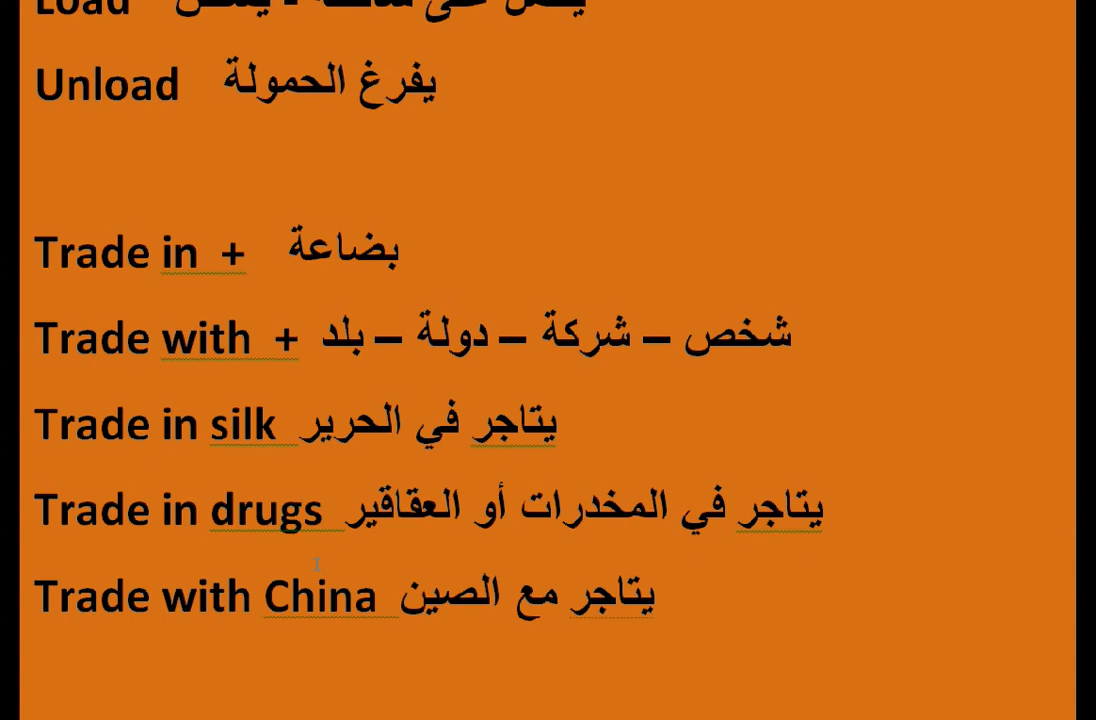 Load
Unload يفرغ الحمولة
Trade in + بضاعة
Trade with + شخص – شركة – دولة – بلد
Trade in silk يتاجر في الحرير
Trade in drugs يتاجر في المخدرات أو العقاقير
Trade with China يتاجر مع الصين